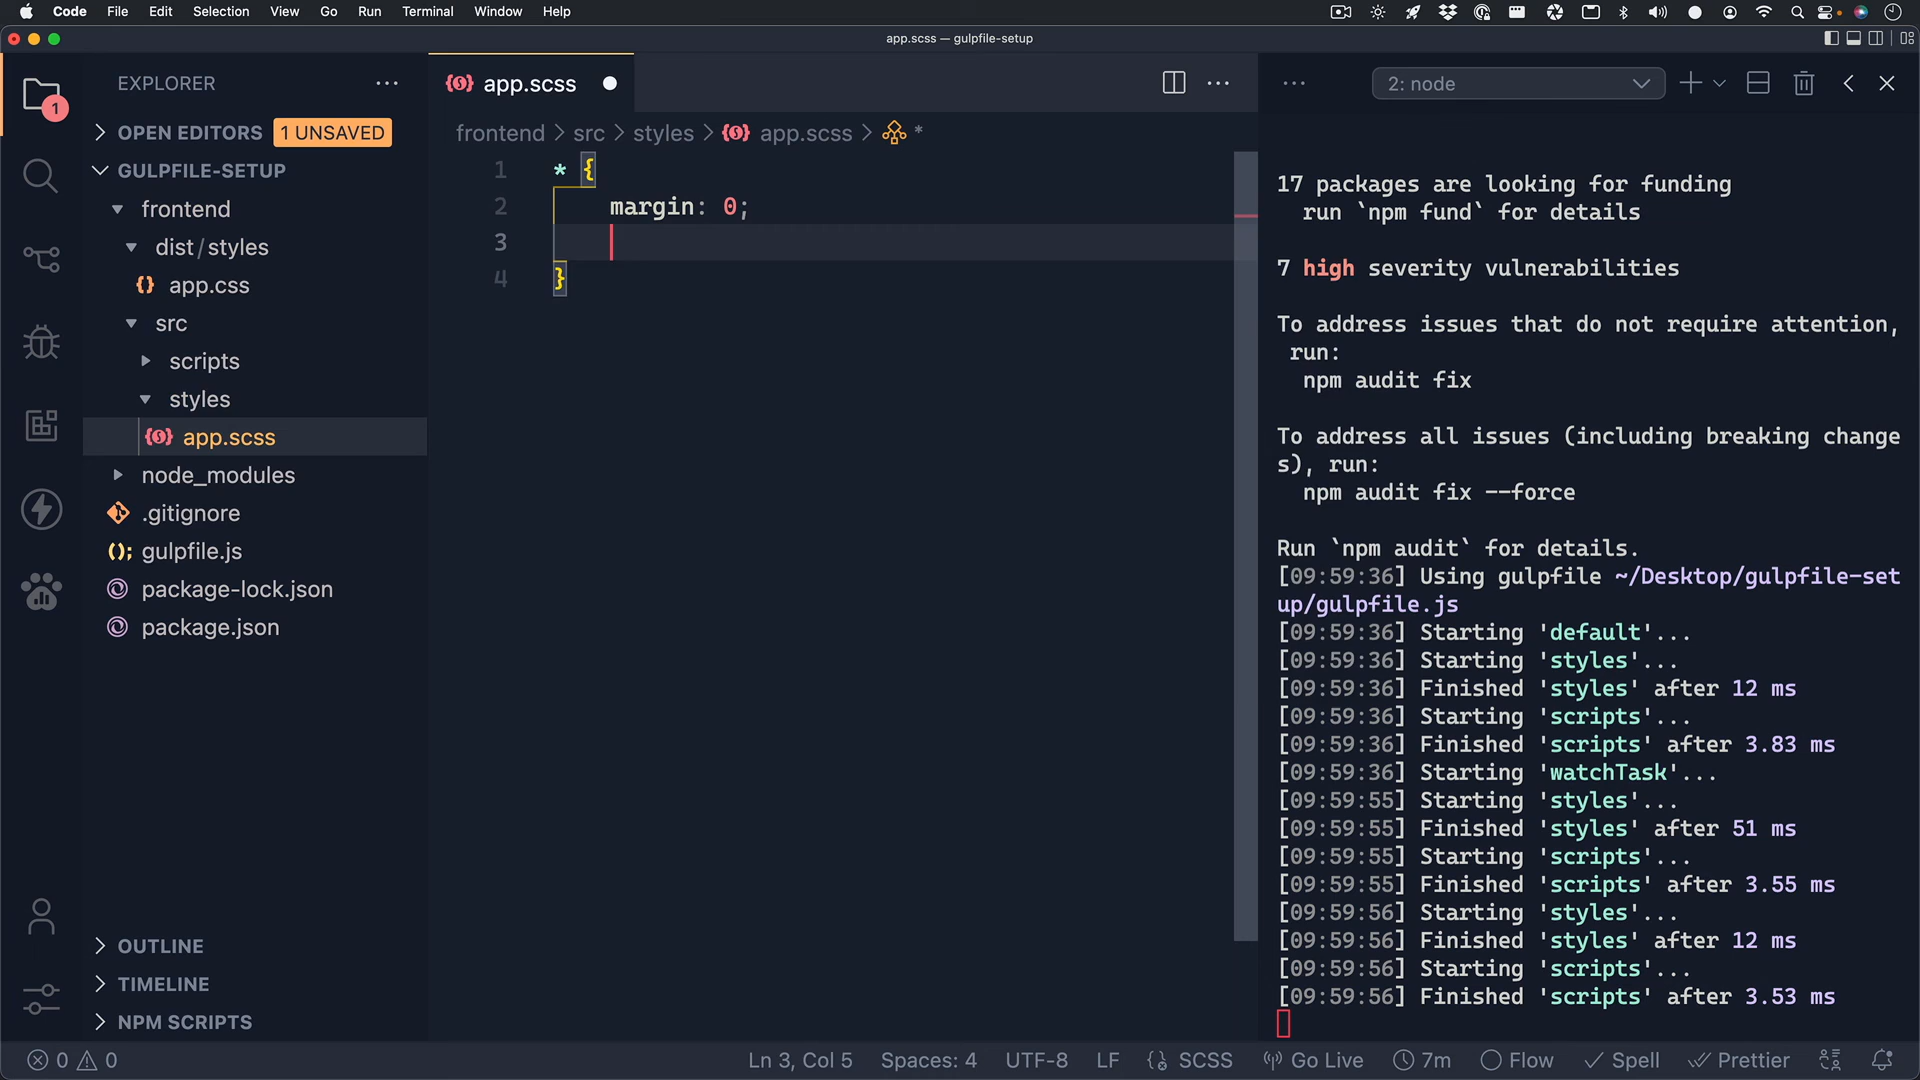 Code File Edit Selection View Go Run Terminal Window Help
app.scss — gulpfile-setup
EXPLORER
1
OPEN EDITORS 1 UNSAVED
GULPFILE-SETUP
frontend
dist/styles
app.css
src
scripts
styles
app.scss
node_modules
.gitignore
gulpfile.js
package-lock.json
package.json
OUTLINE
TIMELINE
NPM SCRIPTS
app.scss
frontend > src > styles > app.scss > *
1 * {
2 margin: 0;
3
4 }
2: node
17 packages are looking for funding
run `npm fund` for details
7 high severity vulnerabilities
To address issues that do not require attention,
run:
npm audit fix
To address all issues (including breaking change
s), run:
npm audit fix --force
Run `npm audit` for details.
[09:59:36] Using gulpfile ~/Desktop/gulpfile-set
up/gulpfile.js
[09:59:36] Starting 'default'...
[09:59:36] Starting 'styles'...
[09:59:36] Finished 'styles' after 12 ms
[09:59:36] Starting 'scripts'...
[09:59:36] Finished 'scripts' after 3.83 ms
[09:59:36] Starting 'watchTask'...
[09:59:55] Starting 'styles'...
[09:59:55] Finished 'styles' after 51 ms
[09:59:55] Starting 'scripts'...
[09:59:55] Finished 'scripts' after 3.55 ms
[09:59:56] Starting 'styles'...
[09:59:56] Finished 'styles' after 12 ms
[09:59:56] Starting 'scripts'...
[09:59:56] Finished 'scripts' after 3.53 ms
0 0 Ln 3, Col 5 Spaces: 4 UTF-8 LF SCSS Go Live 7m Flow Spell Prettier